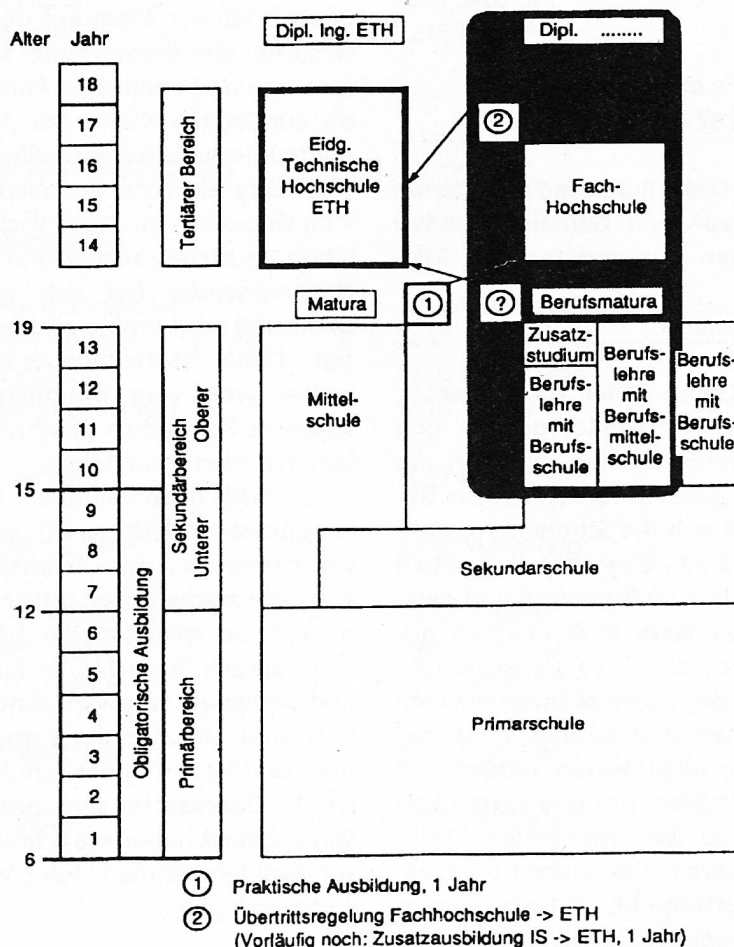 Dipl. Ing. ETH
Dipl. ........
Alter Jahr
18
17
16
15
14
Tertiärer Bereich
Eidg.
Technische
Hochschule
ETH
②
Fach-
Hochschule
Matura
①
?
Berufsmatura
19
13
12
11
10
15
9
8
7
12
6
5
4
3
2
1
6
Obligatorische Ausbildung
Sekundärbereich
Oberer
Unterer
Primärbereich
Mittel-
schule
Zusatz-
studium
Berufs-
lehre
mit
Berufs-
schule
Berufs-
lehre
mit
Berufs-
mittel-
schule
Berufs-
lehre
mit
Berufs-
schule
Sekundarschule
Primarschule
① Praktische Ausbildung, 1 Jahr
② Übertrittsregelung Fachhochschule -> ETH
(Vorläufig noch: Zusatzausbildung IS -> ETH, 1 Jahr)